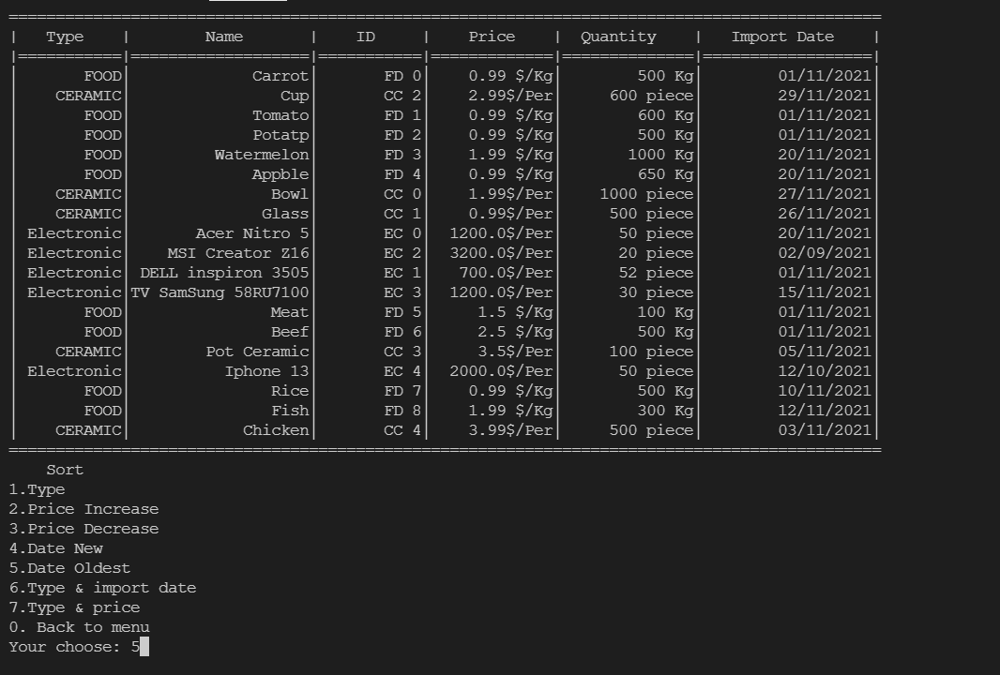 ==============================================================================================
|   Type    |        Name       |    ID     |    Price    |  Quantity    |   Import Date    |
|===========|===================|===========|=============|==============|==================|
|       FOOD|             Carrot|       FD 0|    0.99 $/Kg|        500 Kg|        01/11/2021|
|    CERAMIC|                Cup|       CC 2|    2.99$/Per|     600 piece|        29/11/2021|
|       FOOD|             Tomato|       FD 1|    0.99 $/Kg|        600 Kg|        01/11/2021|
|       FOOD|             Potatp|       FD 2|    0.99 $/Kg|        500 Kg|        01/11/2021|
|       FOOD|         Watermelon|       FD 3|    1.99 $/Kg|       1000 Kg|        20/11/2021|
|       FOOD|             Appble|       FD 4|    0.99 $/Kg|        650 Kg|        20/11/2021|
|    CERAMIC|               Bowl|       CC 0|    1.99$/Per|    1000 piece|        27/11/2021|
|    CERAMIC|              Glass|       CC 1|    0.99$/Per|     500 piece|        26/11/2021|
| Electronic|       Acer Nitro 5|       EC 0|  1200.0$/Per|      50 piece|        20/11/2021|
| Electronic|    MSI Creator Z16|       EC 2|  3200.0$/Per|      20 piece|        02/09/2021|
| Electronic| DELL inspiron 3505|       EC 1|   700.0$/Per|      52 piece|        01/11/2021|
| Electronic|TV SamSung 58RU7100|       EC 3|  1200.0$/Per|      30 piece|        15/11/2021|
|       FOOD|               Meat|       FD 5|     1.5 $/Kg|        100 Kg|        01/11/2021|
|       FOOD|               Beef|       FD 6|     2.5 $/Kg|        500 Kg|        01/11/2021|
|    CERAMIC|        Pot Ceramic|       CC 3|     3.5$/Per|     100 piece|        05/11/2021|
| Electronic|          Iphone 13|       EC 4|  2000.0$/Per|      50 piece|        12/10/2021|
|       FOOD|               Rice|       FD 7|    0.99 $/Kg|        500 Kg|        10/11/2021|
|       FOOD|               Fish|       FD 8|    1.99 $/Kg|        300 Kg|        12/11/2021|
|    CERAMIC|            Chicken|       CC 4|    3.99$/Per|     500 piece|        03/11/2021|
==============================================================================================
    Sort
1.Type
2.Price Increase
3.Price Decrease
4.Date New
5.Date Oldest
6.Type & import date
7.Type & price
0. Back to menu
Your choose: 5